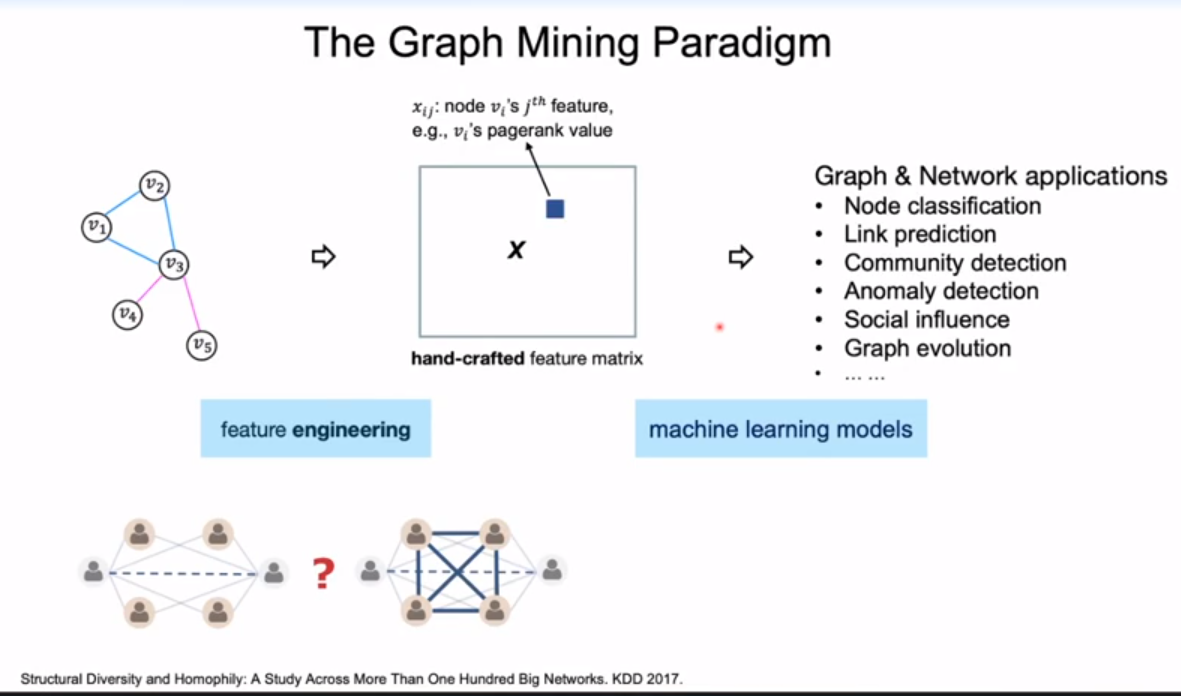 The Graph Mining Paradigm
x_{ij}: node v_i's j^{th} feature,
e.g., v_i's pagerank value
v_2
v_1
v_3
v_4
v_5
X
hand-crafted feature matrix
Graph & Network applications
• Node classification
• Link prediction
• Community detection
• Anomaly detection
• Social influence
• Graph evolution
• … …
feature engineering
machine learning models
?
Structural Diversity and Homophily: A Study Across More Than One Hundred Big Networks. KDD 2017.